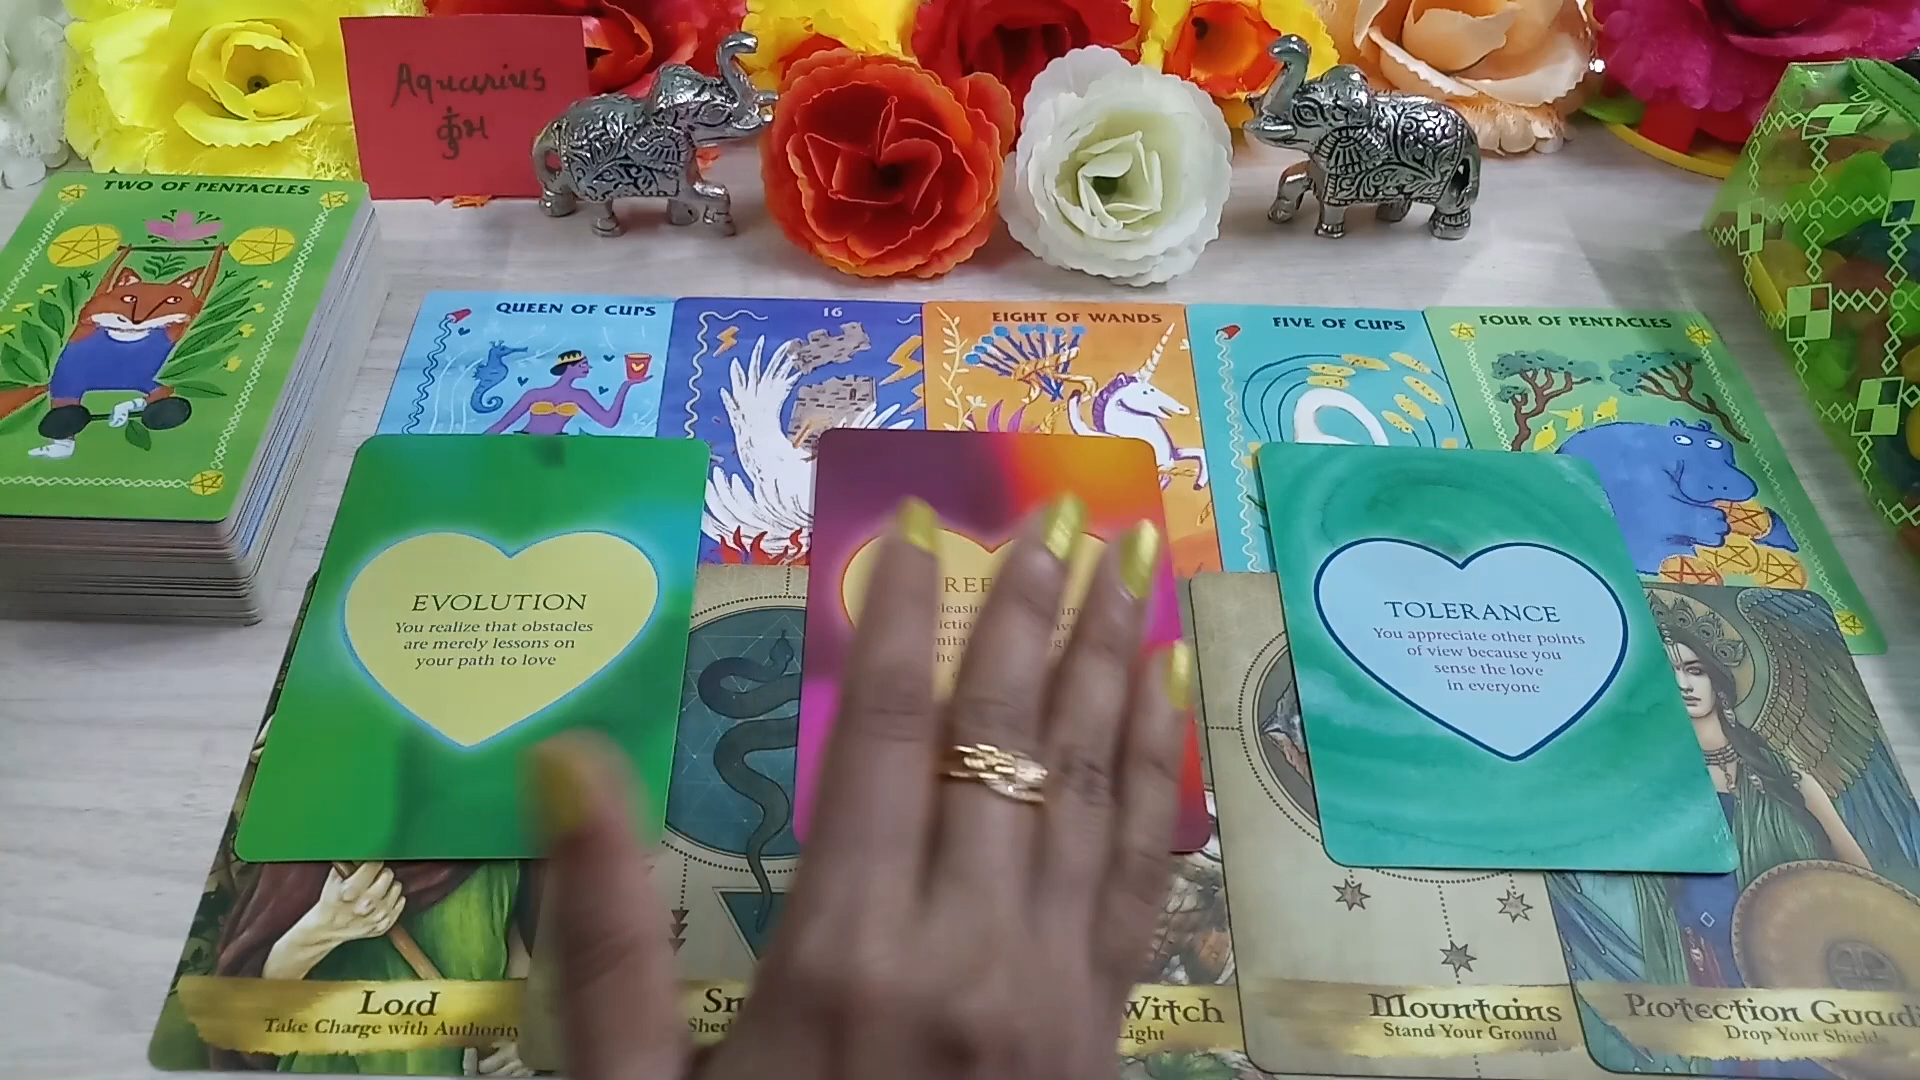 Aquarius
कुंभ
TWO OF PENTACLES
QUEEN OF CUPS
16
EIGHT OF WANDS
FIVE OF CUPS
FOUR OF PENTACLES
EVOLUTION
You realize that obstacles
are merely lessons on
your path to love
TOLERANCE
You appreciate other points
of view because you
sense the love
in everyone
Lord
Take Charge with Authority
Witch
Light
Mountains
Stand Your Ground
Protection
Drop Your Shields